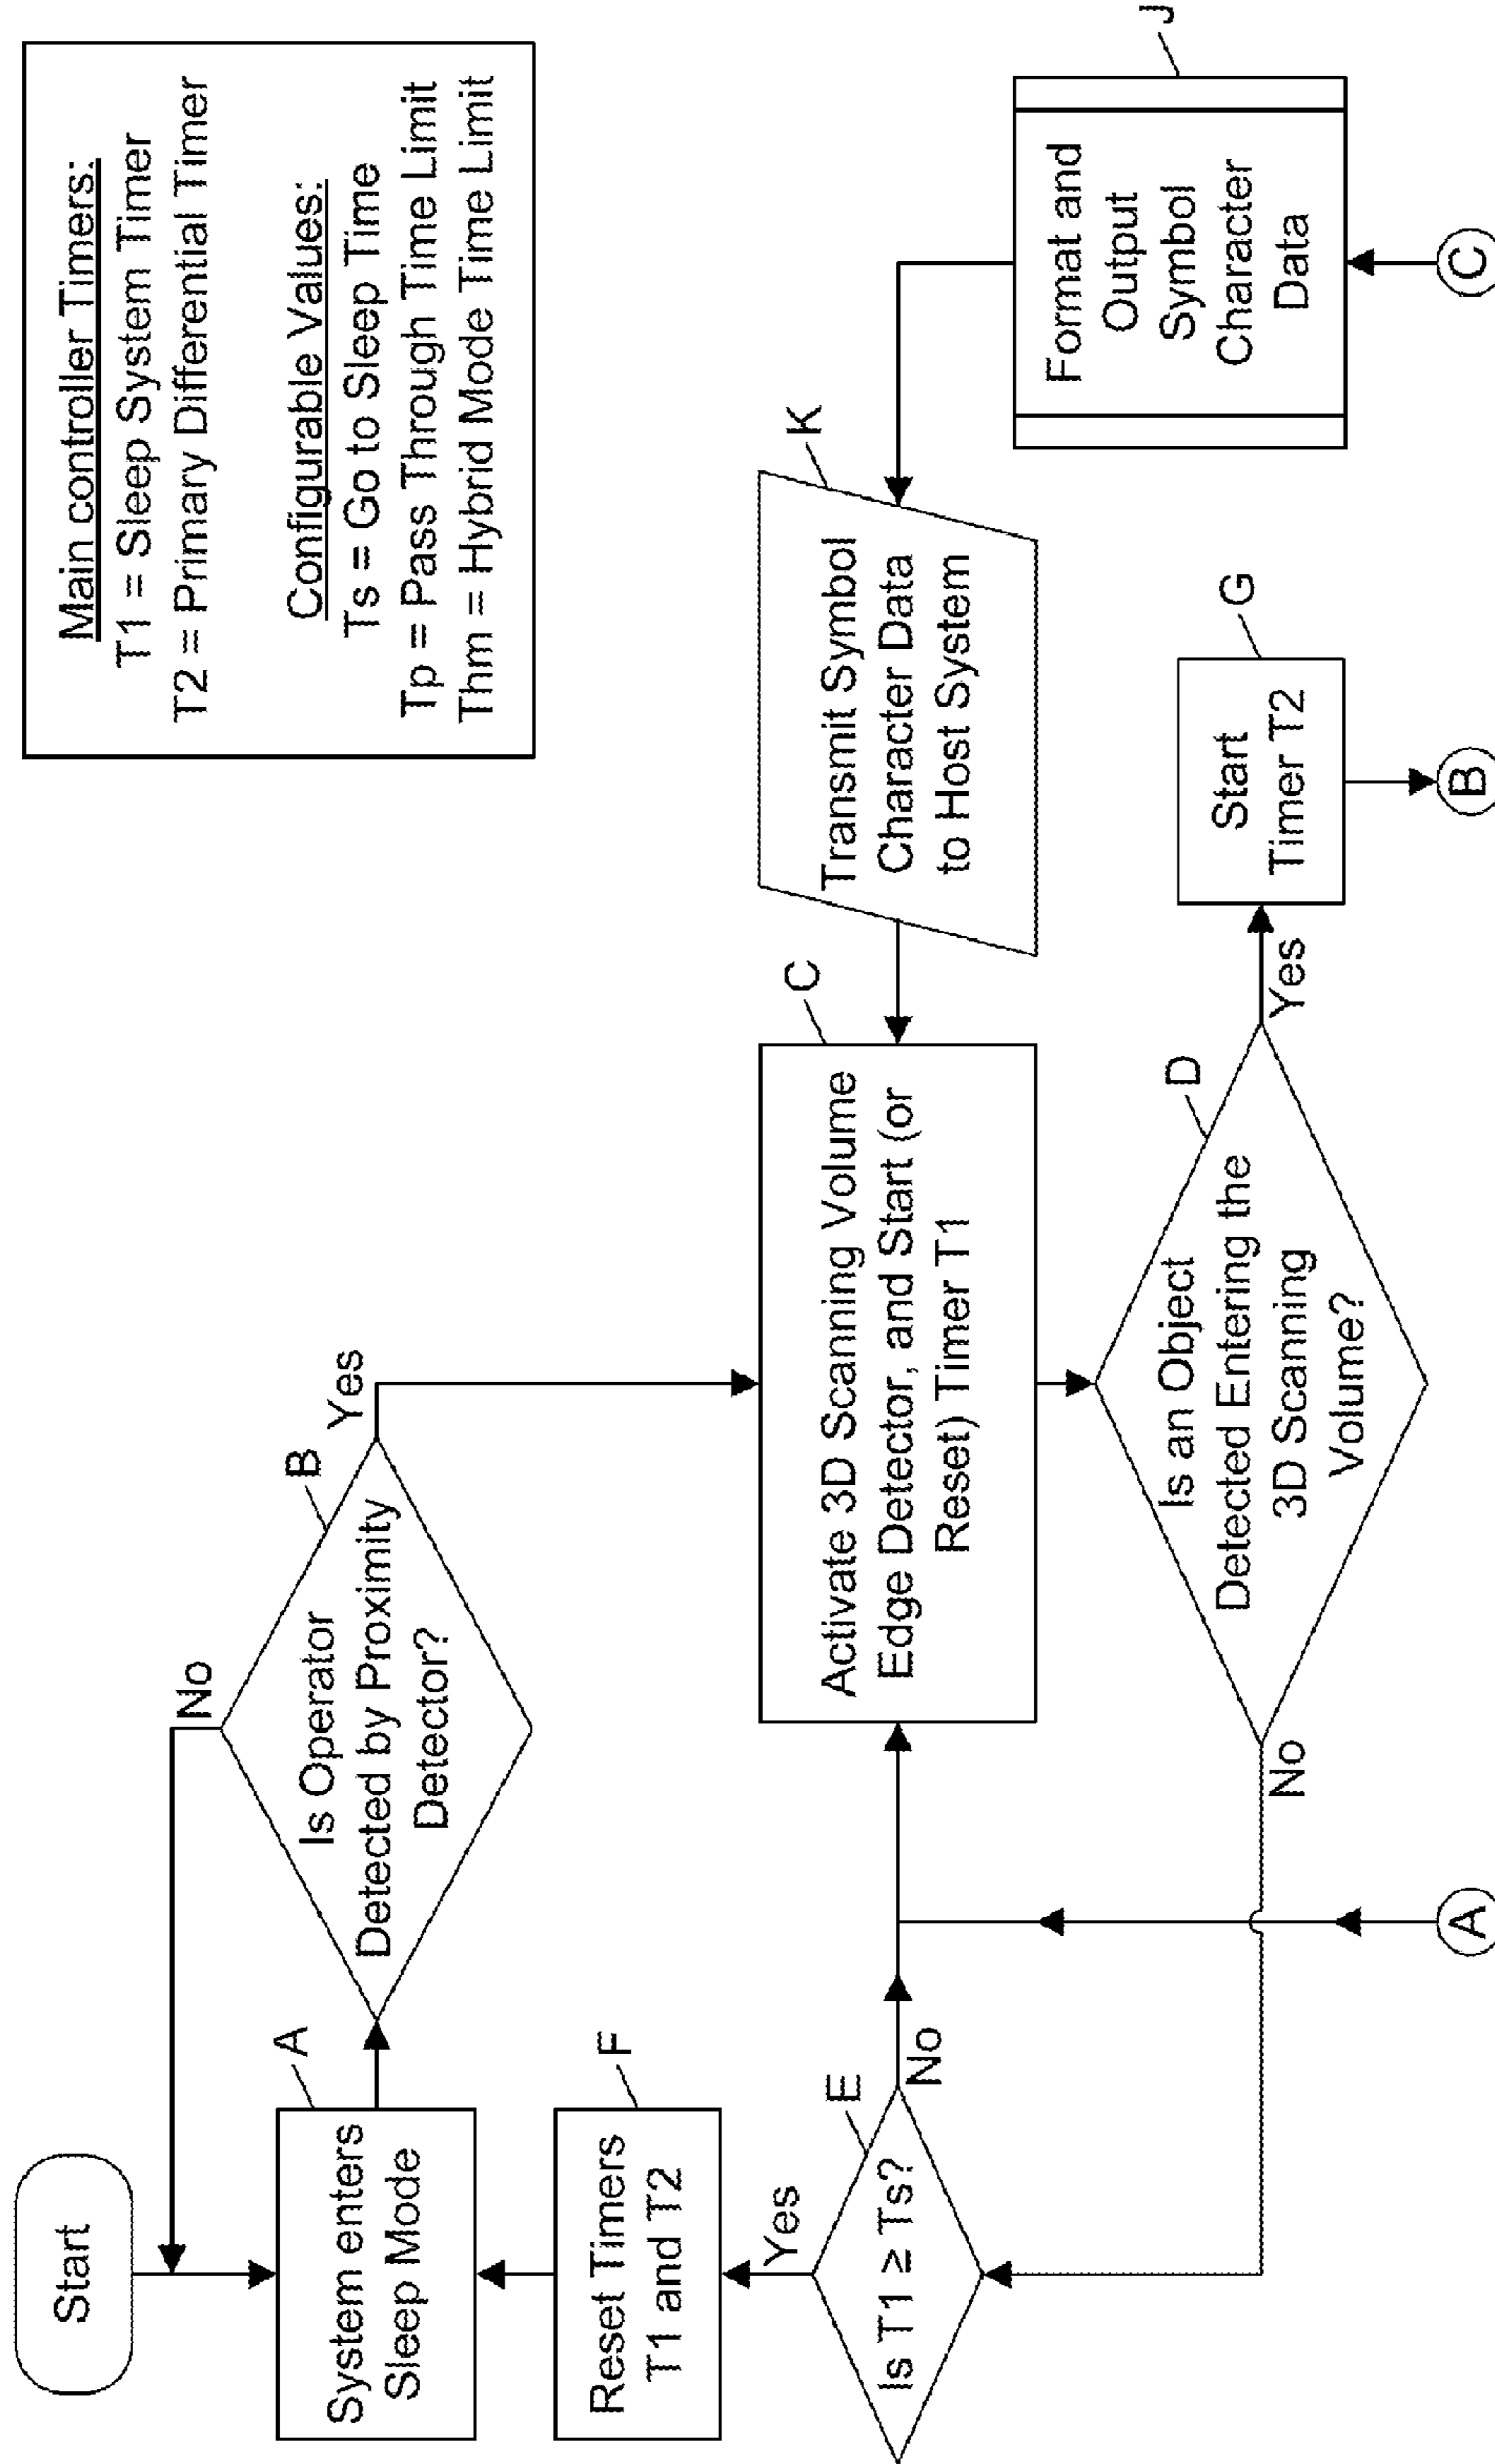 Start
Main controller Timers:
T1 = Sleep System Timer
T2 = Primary Differential Timer
Configurable Values:
Ts = Go to Sleep Time
Tp = Pass Through Time Limit
Thm = Hybrid Mode Time Limit
A
System enters
Sleep Mode
B
Is Operator
Detected by Proximity
Detector?
No
Yes
F
Reset Timers
T1 and T2
E
Is T1 ≥ Ts?
Yes
No
C
Activate 3D Scanning Volume
Edge Detector, and Start (or
Reset) Timer T1
K
Transmit Symbol
Character Data
to Host System
J
Format and
Output
Symbol
Character
Data
D
Is an Object
Detected Entering the
3D Scanning
Volume?
No
Yes
G
Start
Timer T2
A
B
C